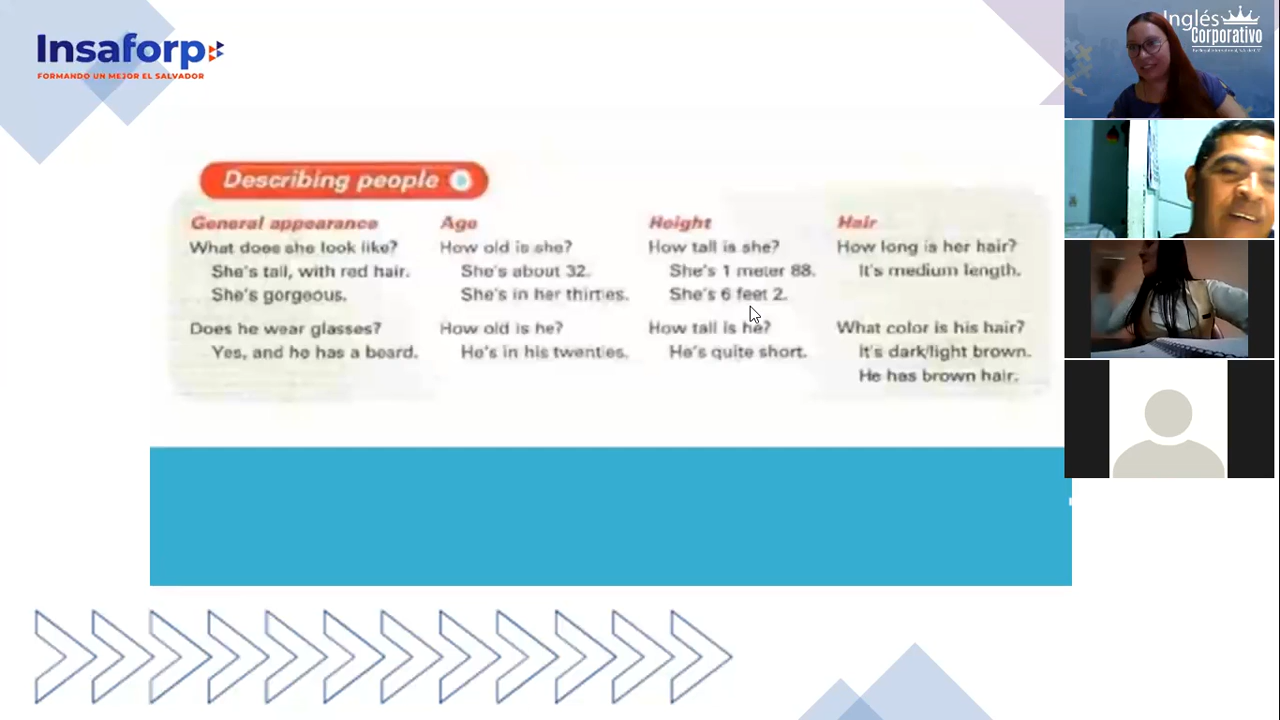 Insaforp
FORMANDO UN MEJOR EL SALVADOR
Inglés
Corporativo
Describing people
General appearance
What does she look like?
She's tall, with red hair.
She's gorgeous.
Does he wear glasses?
Yes, and he has a beard.
Age
How old is she?
She's about 32.
She's in her thirties.
How old is he?
He's in his twenties.
Height
How tall is she?
She's 1 meter 88.
She's 6 feet 2.
How tall is he?
He's quite short.
Hair
How long is her hair?
It's medium length.
What color is his hair?
It's dark/light brown.
He has brown hair.